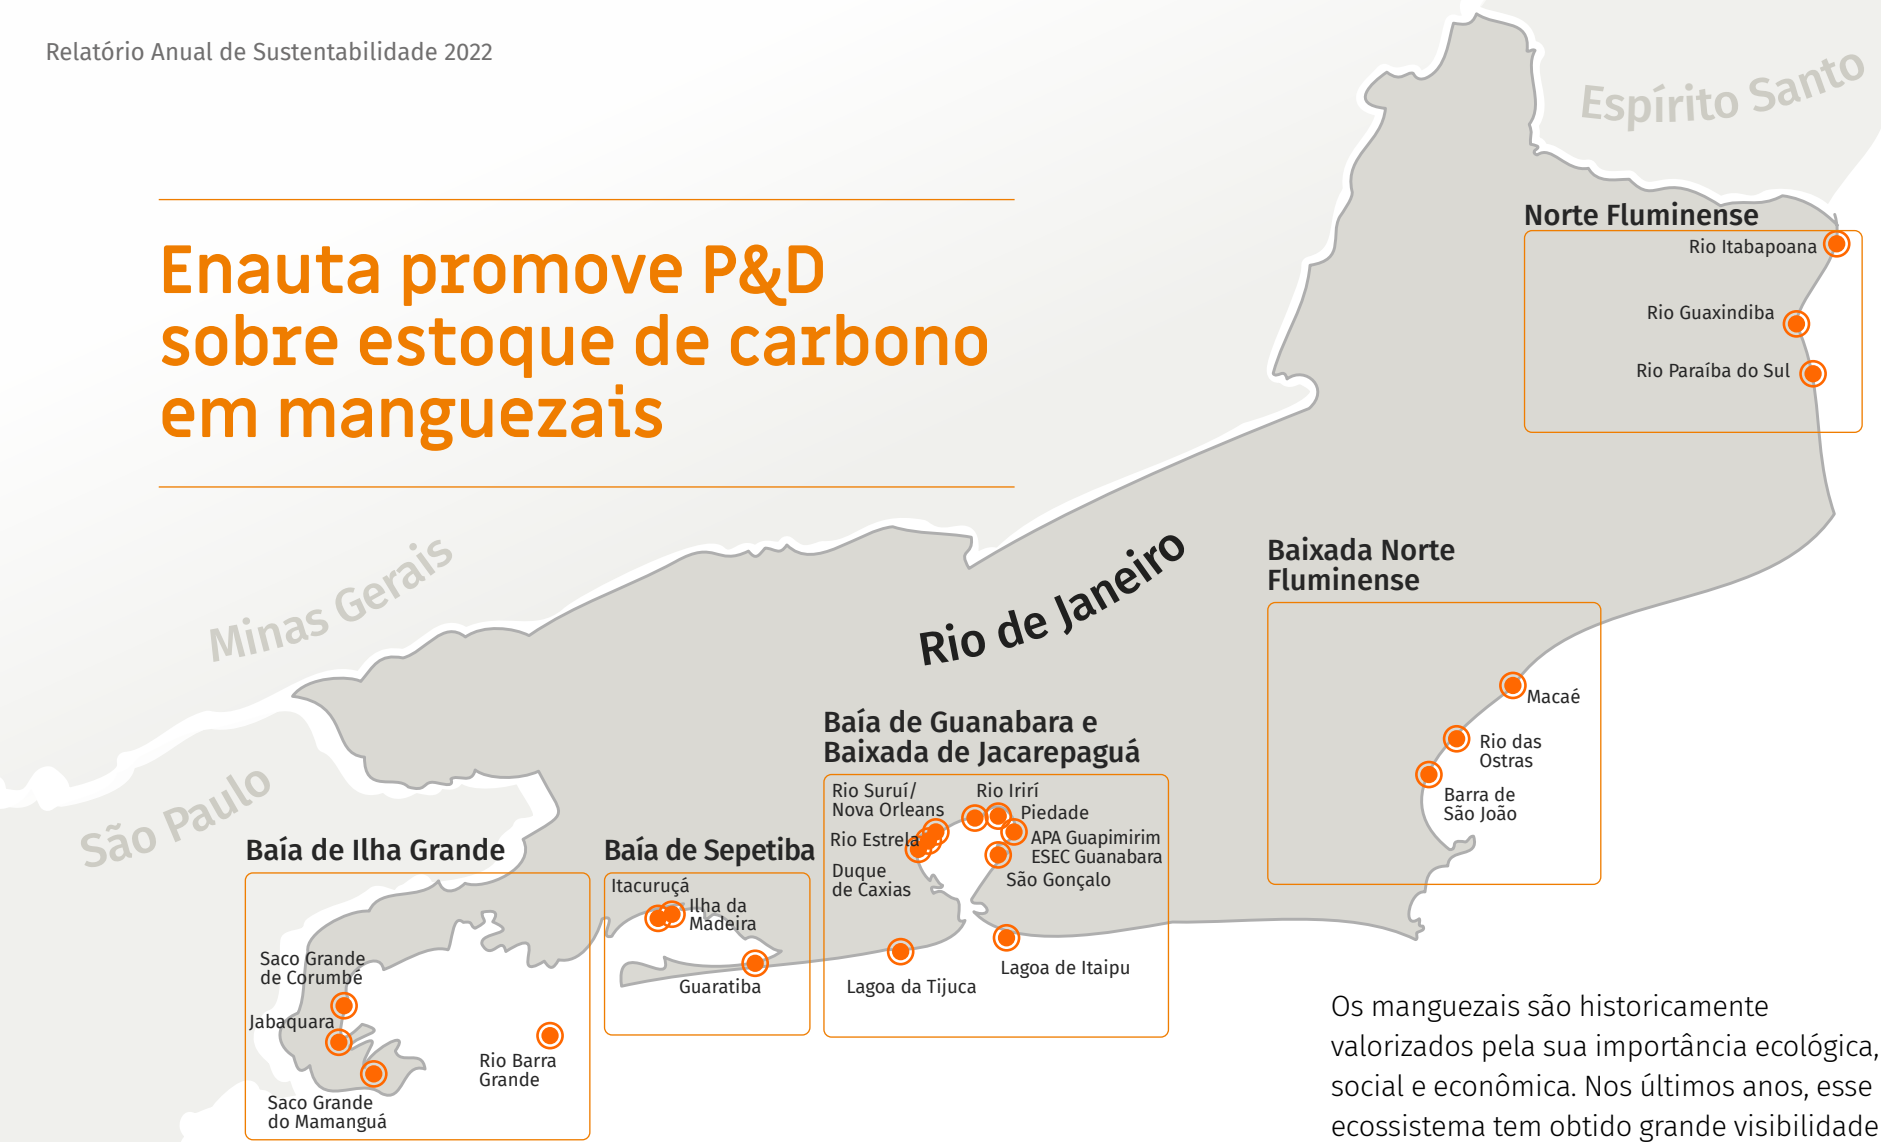 Relatório Anual de Sustentabilidade 2022
Enauta promove P&D
sobre estoque de carbono
em manguezais
Espírito Santo
Minas Gerais
São Paulo
Rio de Janeiro
Norte Fluminense
Rio Itabapoana
Rio Guaxindiba
Rio Paraíba do Sul
Baixada Norte
Fluminense
Macaé
Rio das
Ostras
Barra de
São João
Baía de Guanabara e
Baixada de Jacarepaguá
Rio Suruí/
Nova Orleans
Rio Estrela
Duque
de Caxias
Rio Irirí
Piedade
APA Guapimirim
ESEC Guanabara
São Gonçalo
Lagoa da Tijuca
Lagoa de Itaipu
Baía de Sepetiba
Itacuruçá
Ilha da
Madeira
Guaratiba
Baía de Ilha Grande
Saco Grande
de Corumbé
Jabaquara
Rio Barra
Grande
Saco Grande
do Mamanguá
Os manguezais são historicamente
valorizados pela sua importância ecológica,
social e econômica. Nos últimos anos, esse
ecossistema tem obtido grande visibilidade